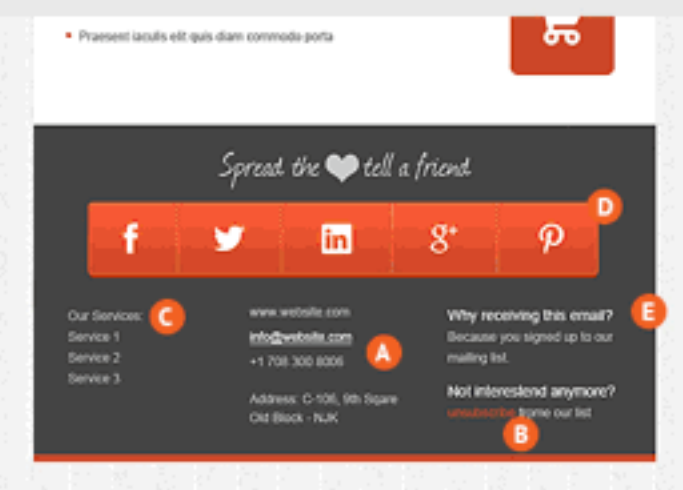 Praesent iaculis elit quis diam commodo porta
Spread the tell a friend
D
f in g+
Our Services:
C
Service 1
Service 2
Service 3
www.website.com
info@website.com
+1 708 300 8006
A
Address: C-106, 9th Sqare
Old Block - NJK
Why receiving this email?
E
Because you signed up to our
mailing list.
Not interestend anymore?
unsubscribe frome our list
B